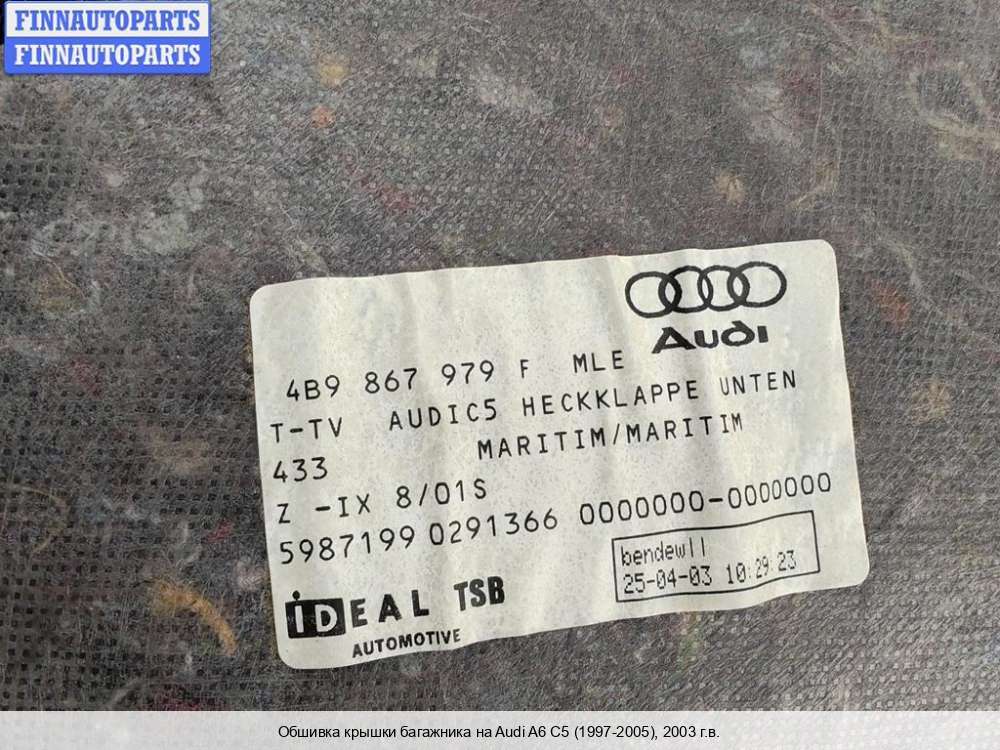 FINNAUTOPARTS
FINNAUTOPARTS
Audi
4B9 867 979 F MLE
T-TV AUDIC5 HECKKLAPPE UNTEN
433 MARITIM/MARITIM
Z -IX 8/01S
5987199 0291366 0000000-0000000
bendewll
25-04-03 10:29:23
iDEAL TSB
AUTOMOTIVE
Обшивка крышки багажника на Audi A6 C5 (1997-2005), 2003 г.в.